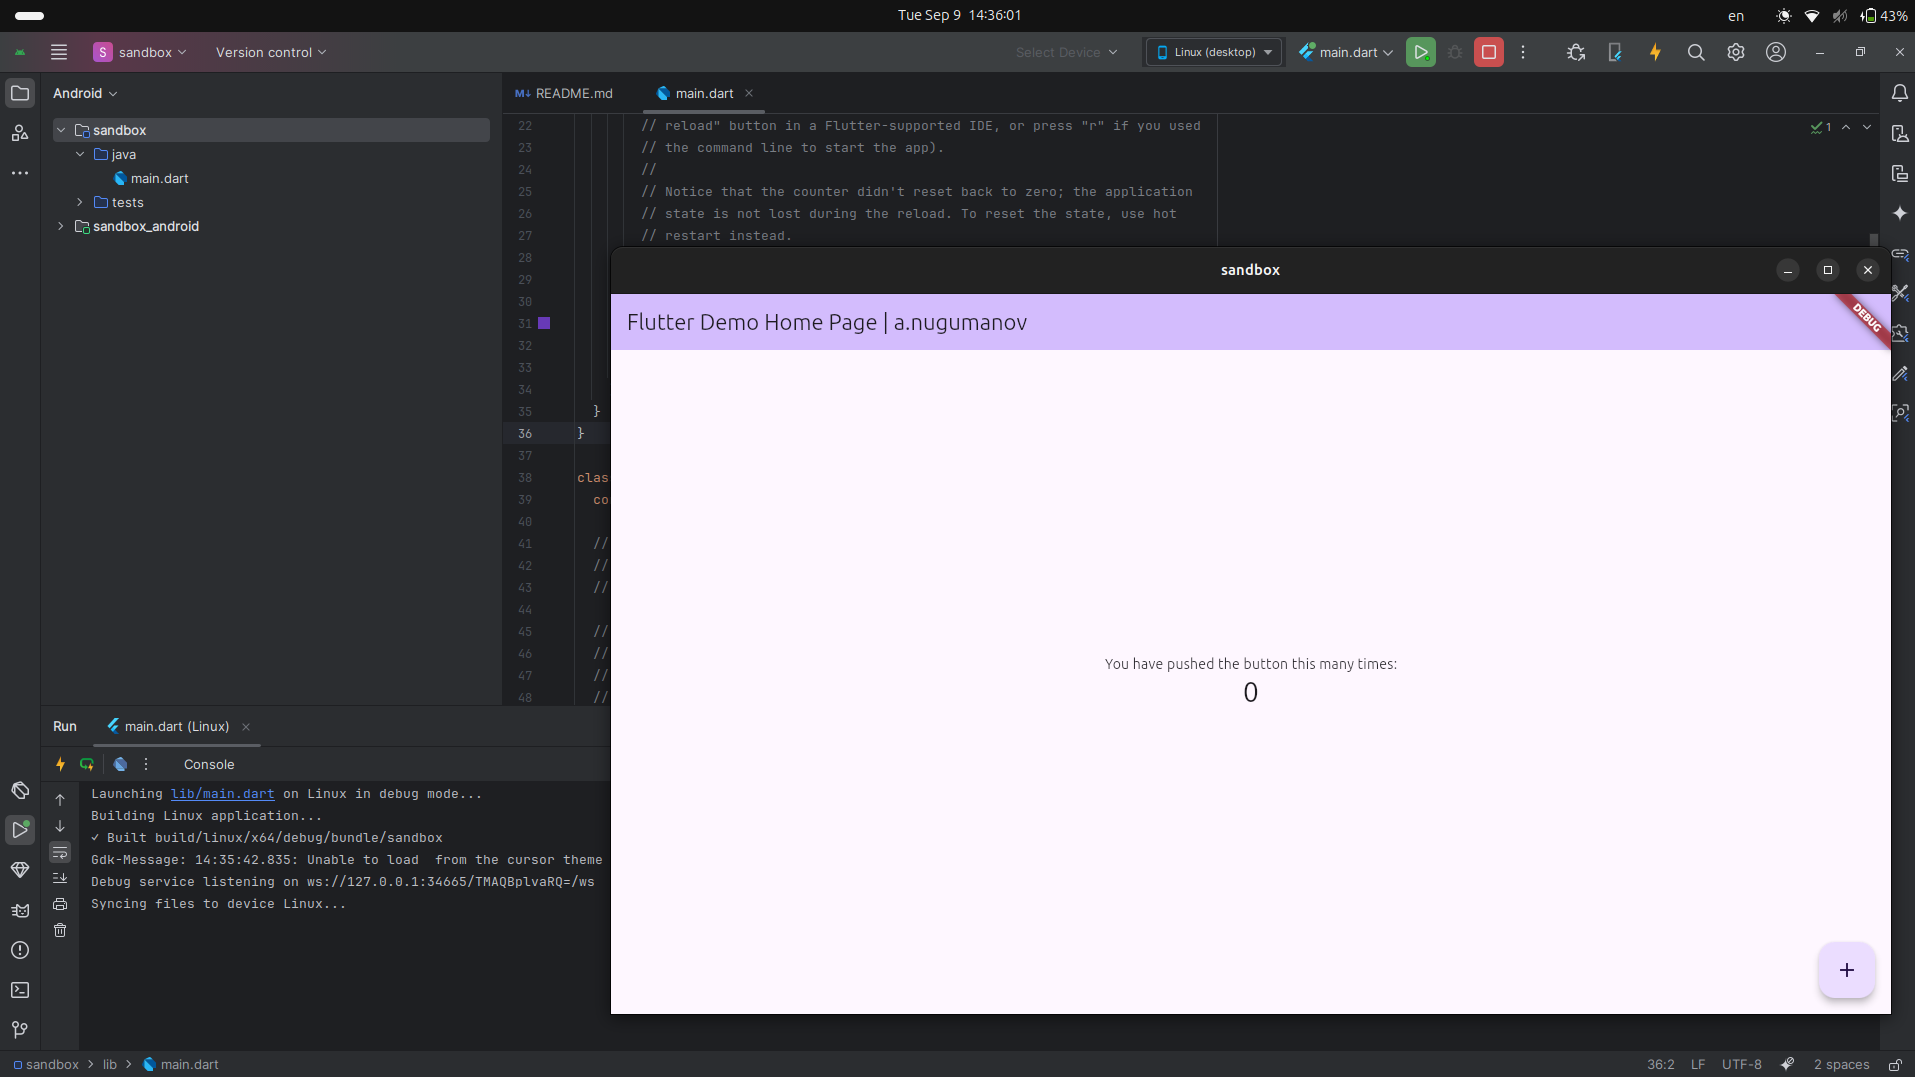 Tue Sep 9 14:36:01
en
43%
S sandbox
Version control
Select Device
Linux (desktop)
main.dart
Android
sandbox
java
main.dart
tests
sandbox_android
M↓ README.md
main.dart
1
22 // reload" button in a Flutter-supported IDE, or press "r" if you used
23 // the command line to start the app).
24 //
25 // Notice that the counter didn't reset back to zero; the application
26 // state is not lost during the reload. To reset the state, use hot
27 // restart instead.
28
29
30
31
32
33
34
35 }
36 }
37
38 clas
39 co
40
41 //
42 //
43 //
44
45 //
46 //
47 //
48 //
sandbox
Flutter Demo Home Page | a.nugumanov
DEBUG
You have pushed the button this many times:
0
+
Run
main.dart (Linux)
Console
Launching lib/main.dart on Linux in debug mode...
Building Linux application...
✓ Built build/linux/x64/debug/bundle/sandbox
Gdk-Message: 14:35:42.835: Unable to load  from the cursor theme
Debug service listening on ws://127.0.0.1:34665/TMAQBplvaRQ=/ws
Syncing files to device Linux...
sandbox > lib > main.dart
36:2
LF
UTF-8
2 spaces